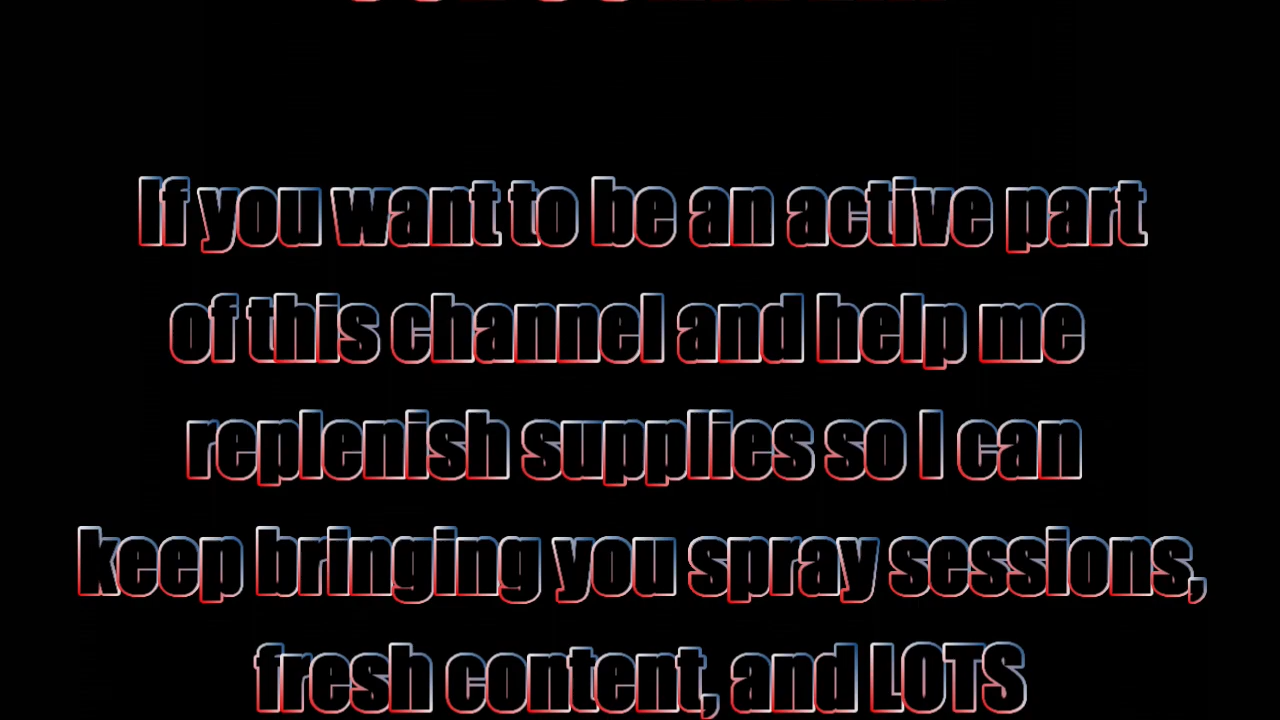 If you want to be an active part
of this channel and help me
replenish supplies so I can
keep bringing you spray sessions,
fresh content, and LOTS